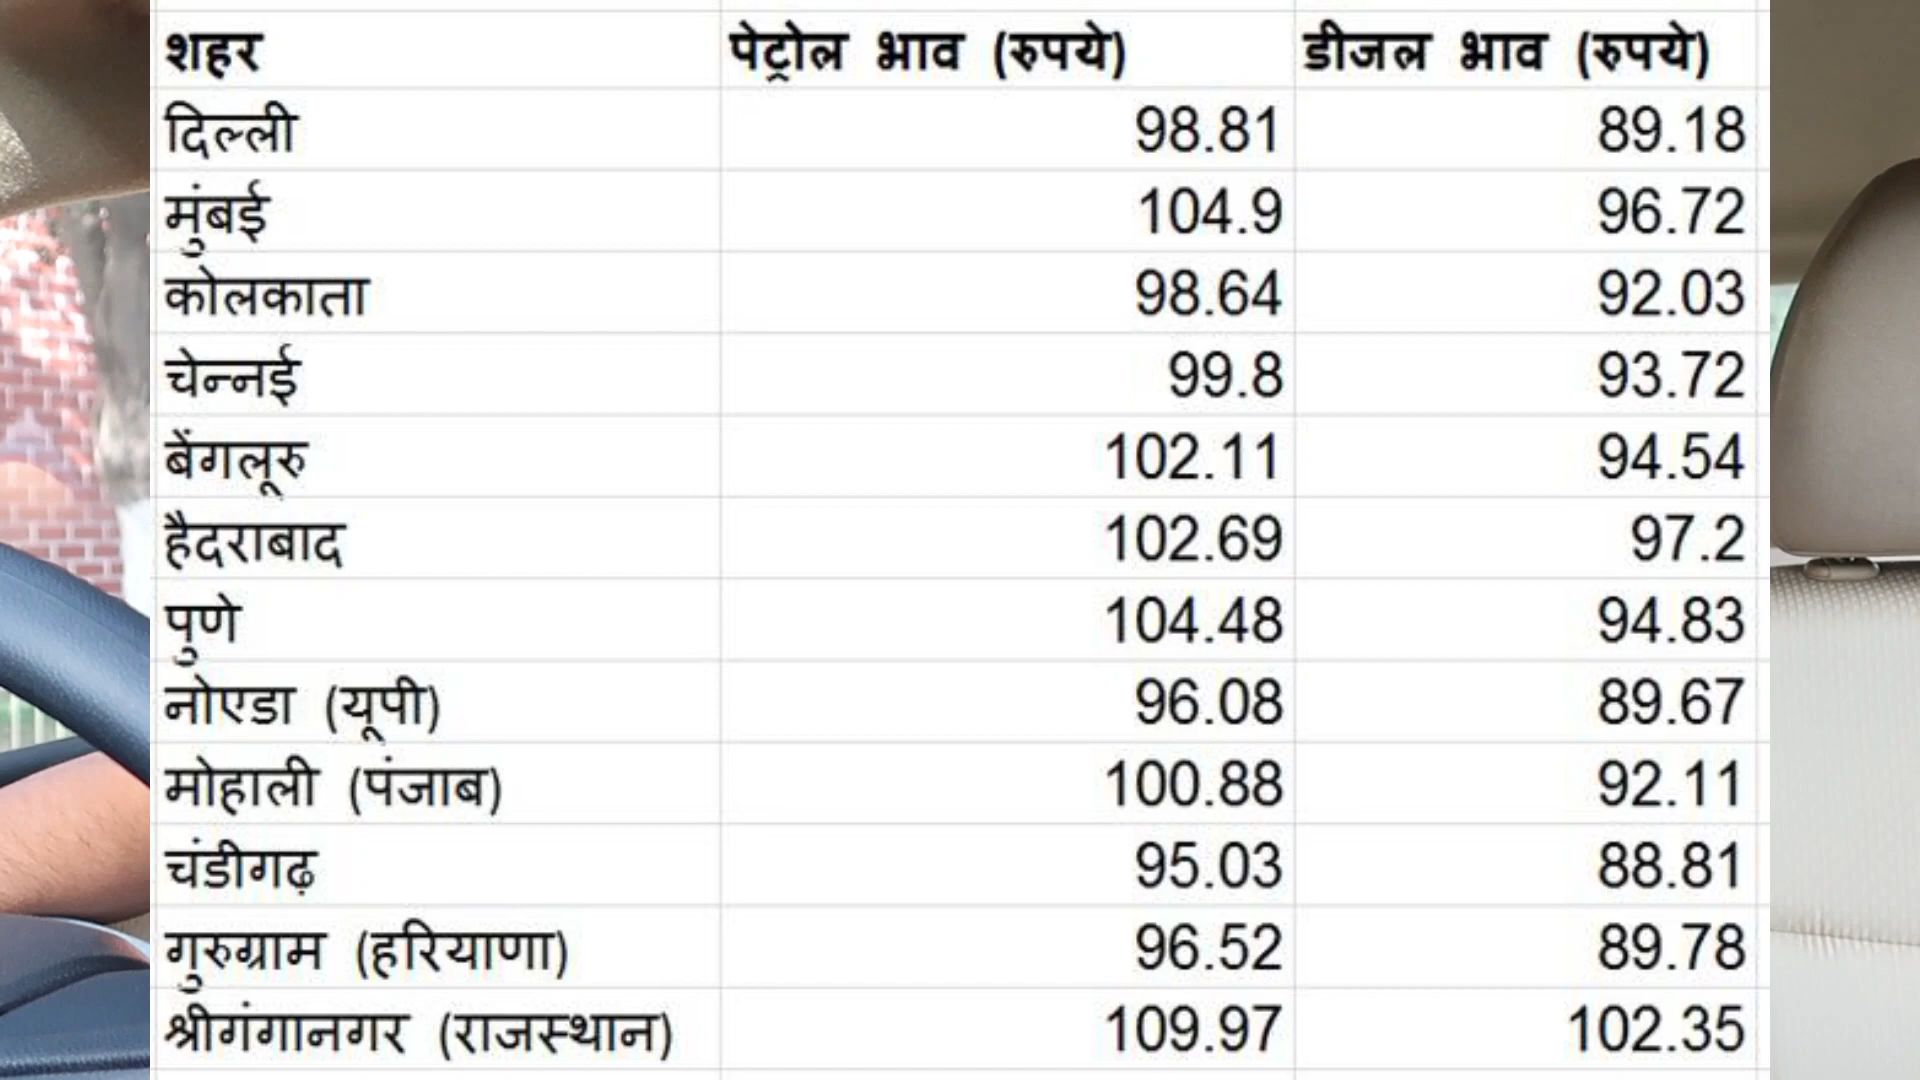 शहर पेट्रोल भाव (रुपये) डीजल भाव (रुपये)
दिल्ली 98.81 89.18
मुंबई 104.9 96.72
कोलकाता 98.64 92.03
चेन्नई 99.8 93.72
बेंगलूरु 102.11 94.54
हैदराबाद 102.69 97.2
पुणे 104.48 94.83
नोएडा (यूपी) 96.08 89.67
मोहाली (पंजाब) 100.88 92.11
चंडीगढ़ 95.03 88.81
गुरुग्राम (हरियाणा) 96.52 89.78
श्रीगंगानगर (राजस्थान) 109.97 102.35